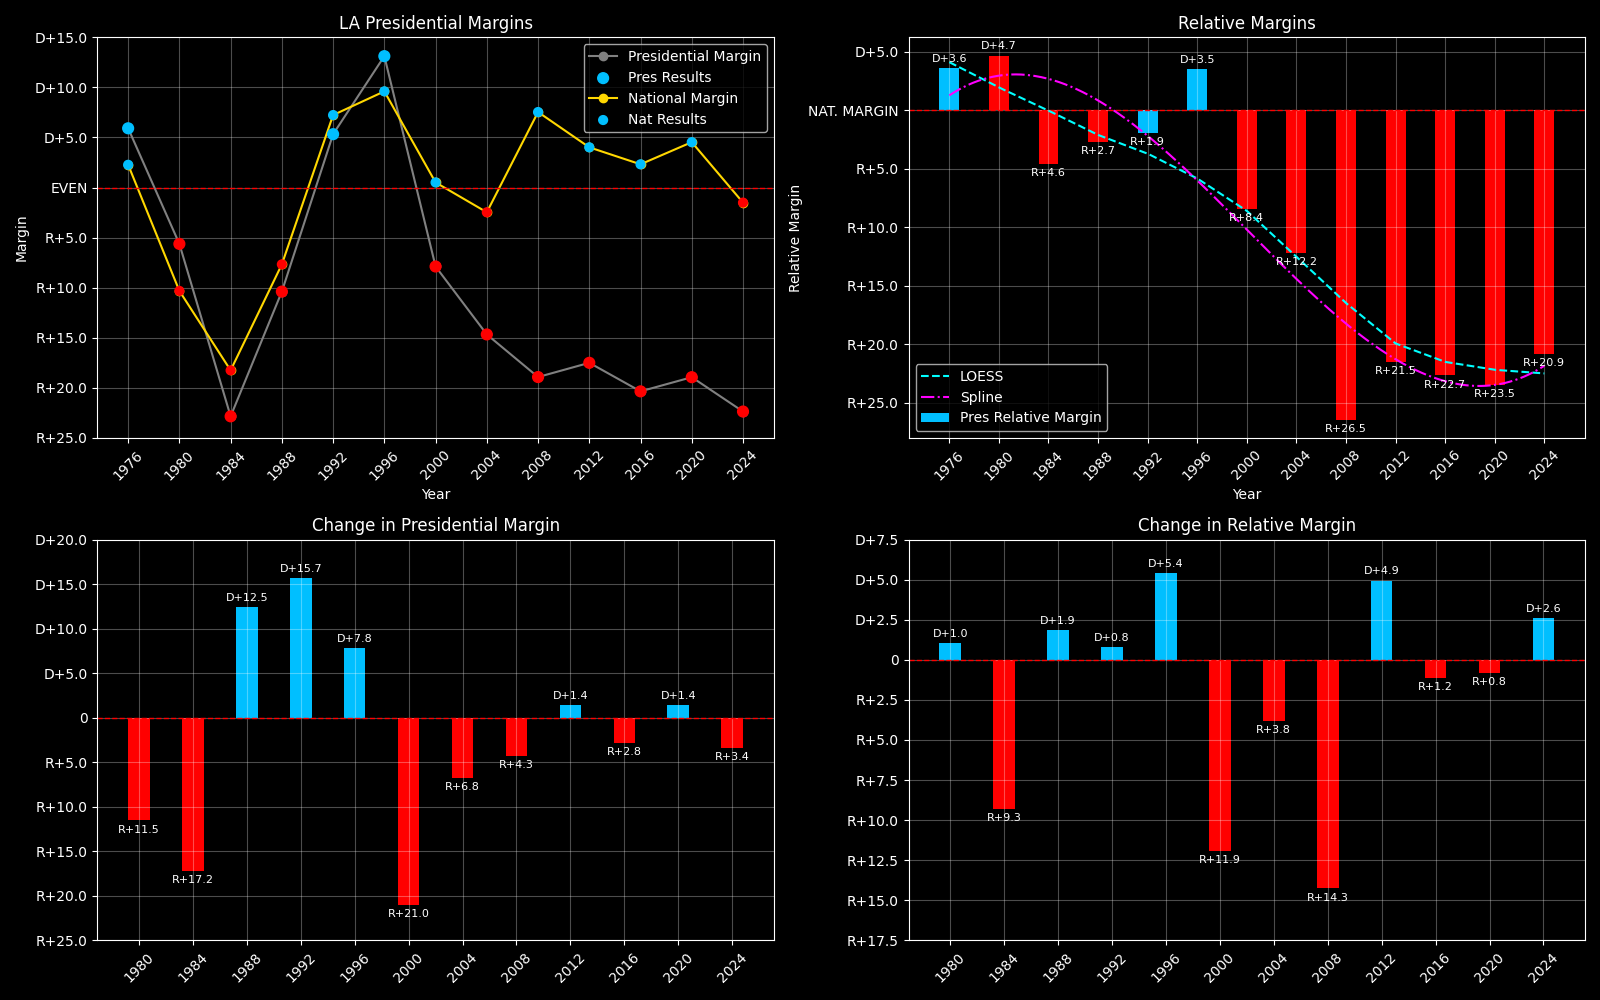 LA Presidential Margins
D+15.0
D+10.0
D+5.0
EVEN
R+5.0
R+10.0
R+15.0
R+20.0
R+25.0
Margin
Presidential Margin
Pres Results
National Margin
Nat Results
1976
1980
1984
1988
1992
1996
2000
2004
2008
2012
2016
2020
2024
Year
Relative Margins
D+5.0
NAT. MARGIN
R+5.0
R+10.0
R+15.0
R+20.0
R+25.0
Relative Margin
D+3.6
D+4.7
R+4.6
R+2.7
R+1.9
D+3.5
R+8.4
R+12.2
R+26.5
R+21.5
R+22.7
R+23.5
R+20.9
LOESS
Spline
Pres Relative Margin
1976
1980
1984
1988
1992
1996
2000
2004
2008
2012
2016
2020
2024
Year
Change in Presidential Margin
D+20.0
D+15.0
D+10.0
D+5.0
0
R+5.0
R+10.0
R+15.0
R+20.0
R+25.0
R+11.5
R+17.2
D+12.5
D+15.7
D+7.8
R+21.0
R+6.8
R+4.3
D+1.4
R+2.8
D+1.4
R+3.4
1980
1984
1988
1992
1996
2000
2004
2008
2012
2016
2020
2024
Change in Relative Margin
D+7.5
D+5.0
D+2.5
0
R+2.5
R+5.0
R+7.5
R+10.0
R+12.5
R+15.0
R+17.5
D+1.0
R+9.3
D+1.9
D+0.8
D+5.4
R+11.9
R+3.8
R+14.3
D+4.9
R+1.2
R+0.8
D+2.6
1980
1984
1988
1992
1996
2000
2004
2008
2012
2016
2020
2024